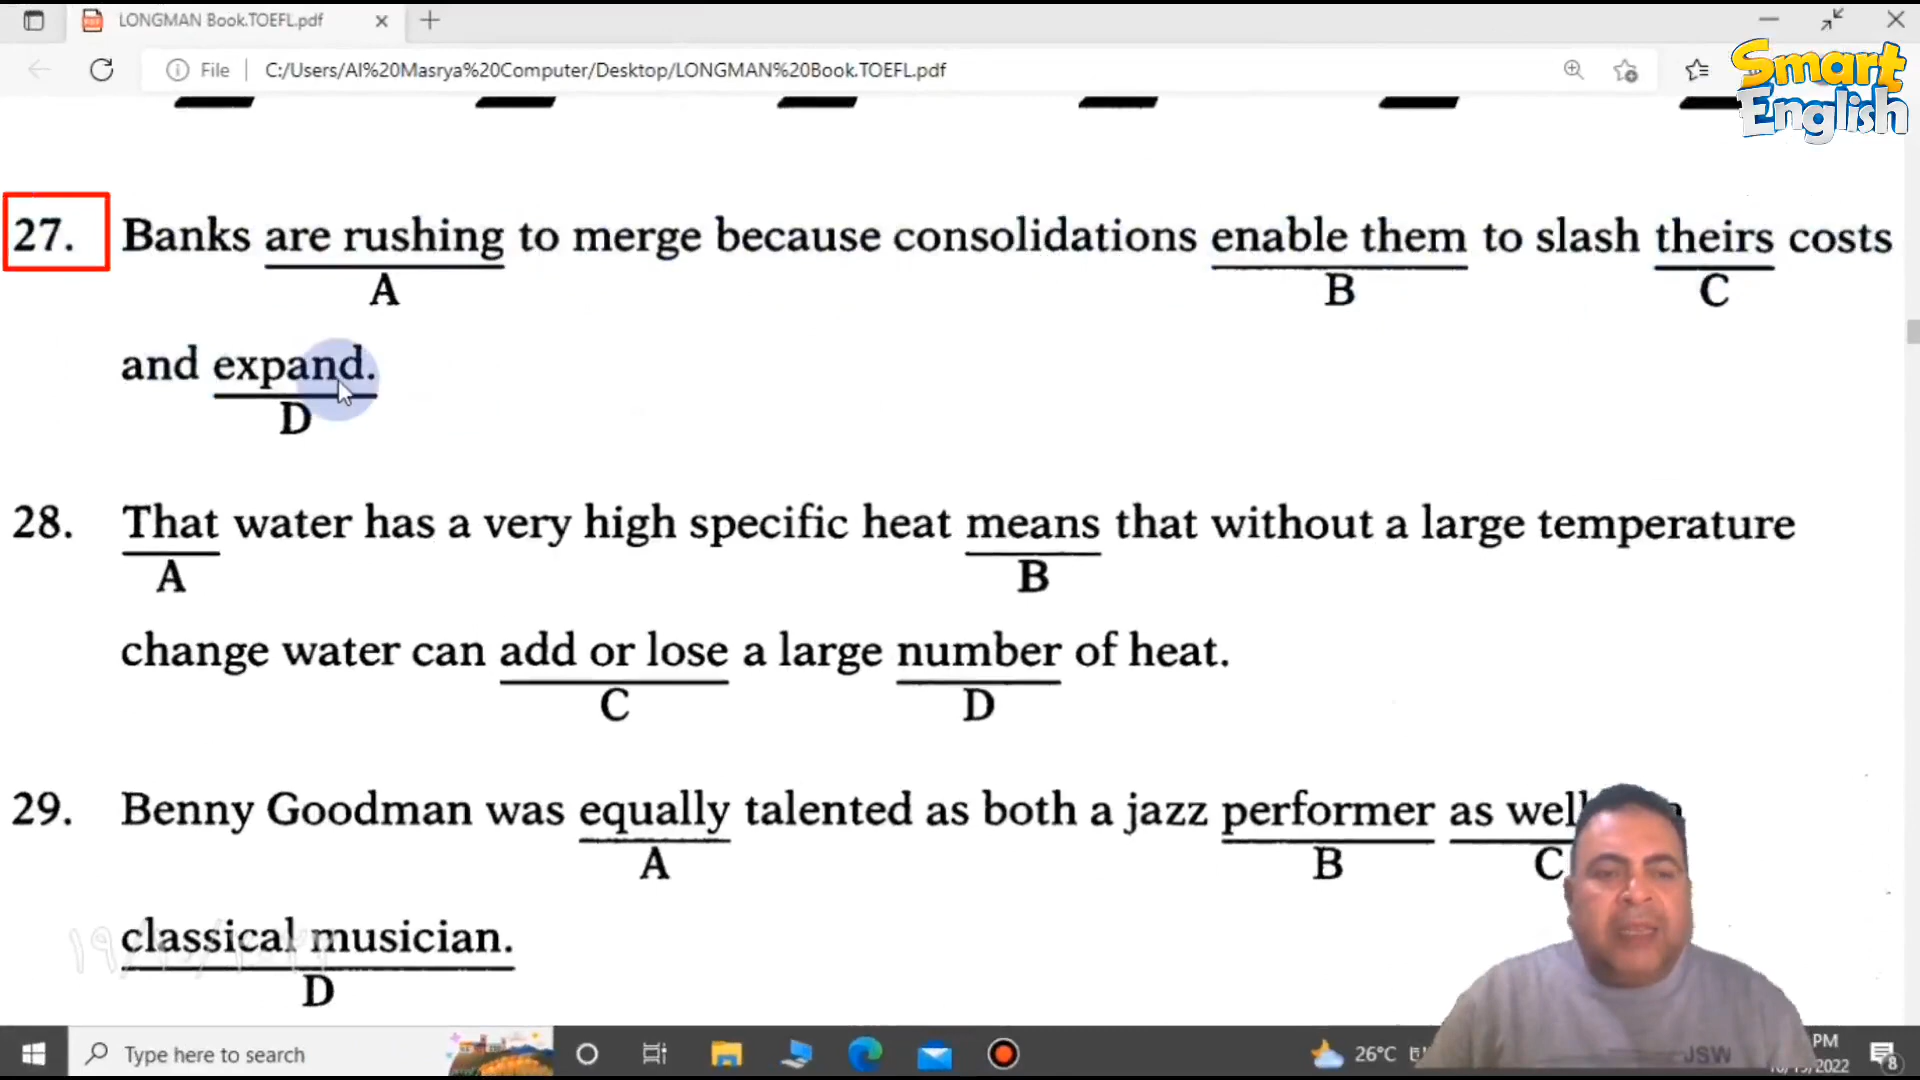 LONGMAN Book.TOEFL.pdf
File
C:/Users/Al%20Masrya%20Computer/Desktop/LONGMAN%20Book.TOEFL.pdf
Smart
English
27. Banks are rushing to merge because consolidations enable them to slash theirs costs
A B C
and expand.
D
28. That water has a very high specific heat means that without a large temperature
A B
change water can add or lose a large number of heat.
C D
29. Benny Goodman was equally talented as both a jazz performer as well
A B C
classical musician.
D
Type here to search
26°C
PM
JSW
8